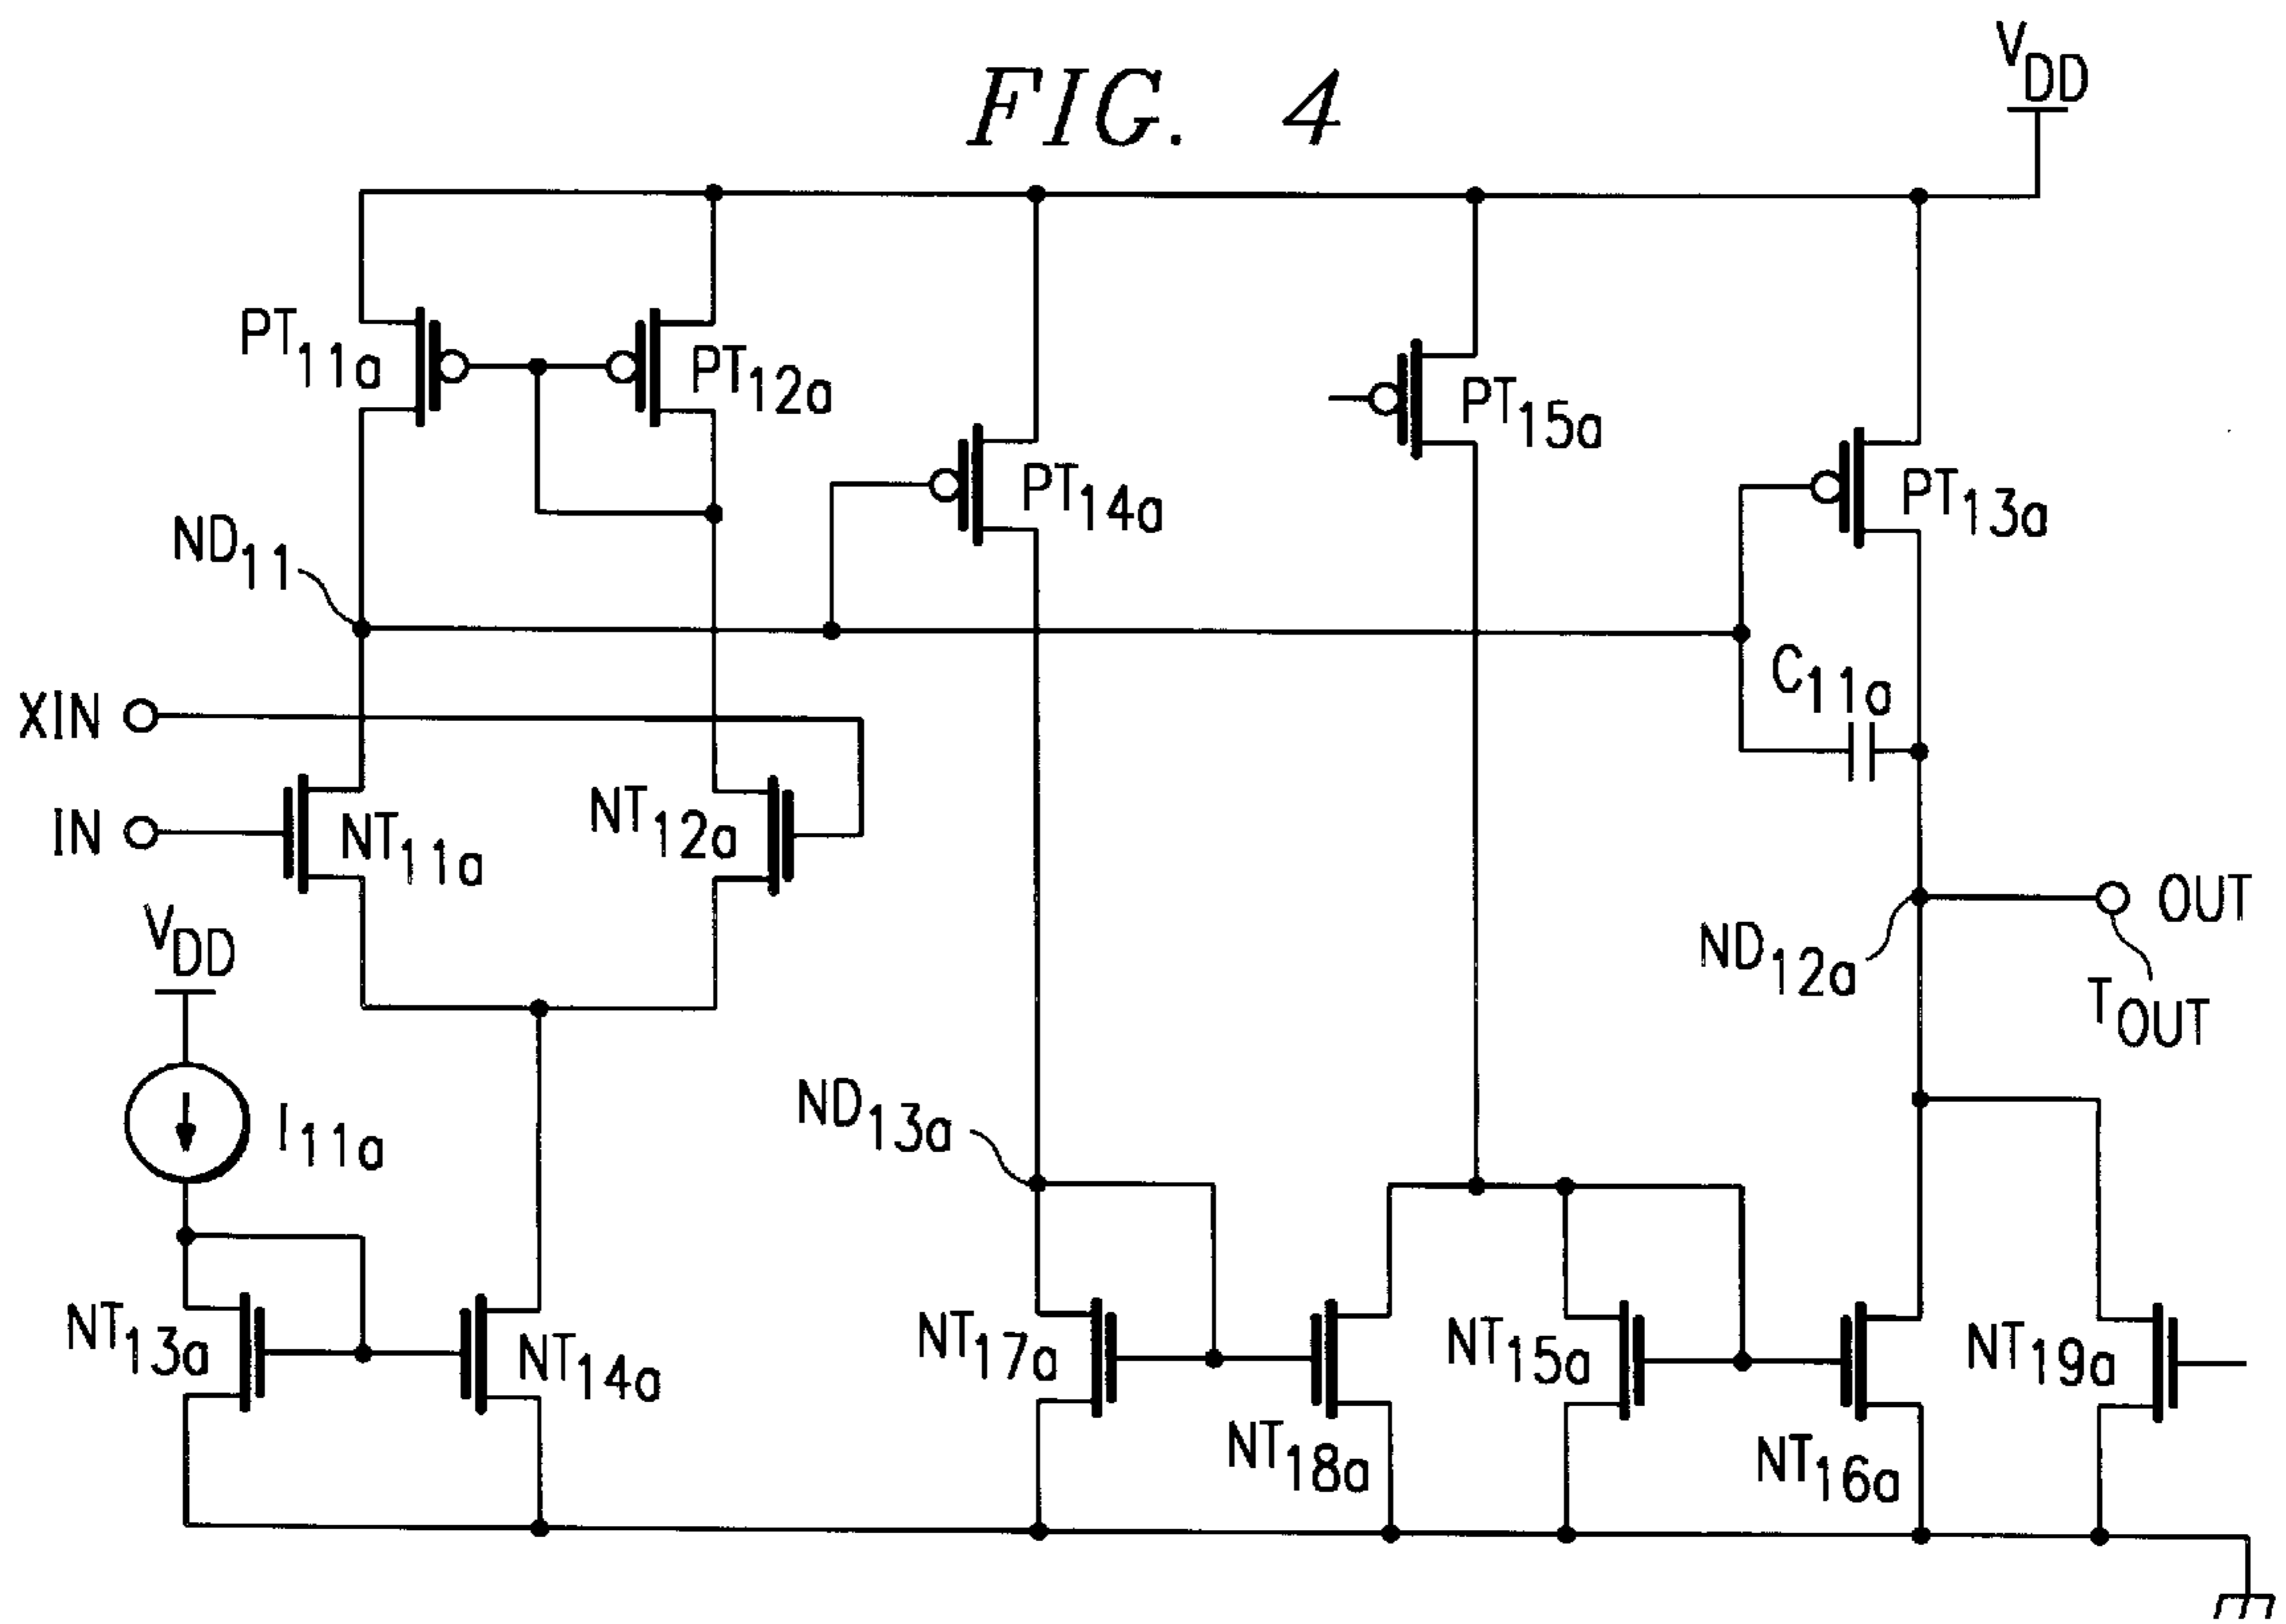 FIG. 4
VDD
PT11a
PT12a
PT14a
PT15a
PT13a
ND11
C11a
XIN
IN
NT11a
NT12a
VDD
OUT
ND12a
TOUT
I11a
ND13a
NT13a
NT14a
NT17a
NT18a
NT15a
NT16a
NT19a